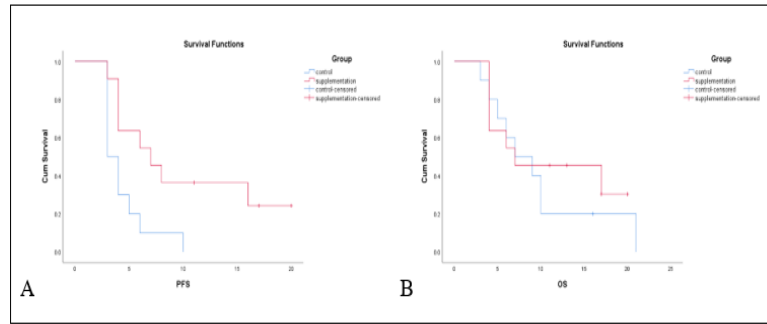 Survival Functions
Group
control
supplementation
control-censored
supplementation-censored
1.0
0.8
0.6
0.4
0.2
0.0
Cum Survival
0
5
10
15
20
PFS
A
Survival Functions
Group
control
supplementation
control-censored
supplementation-censored
1.0
0.8
0.6
0.4
0.2
0.0
Cum Survival
0
5
10
15
20
25
OS
B